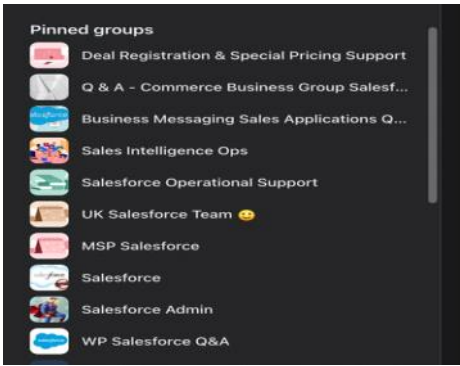 Pinned groups
Deal Registration & Special Pricing Support
Q & A - Commerce Business Group Salesf...
Business Messaging Sales Applications Q...
Sales Intelligence Ops
Salesforce Operational Support
UK Salesforce Team 😀
MSP Salesforce
Salesforce
Salesforce Admin
WP Salesforce Q&A